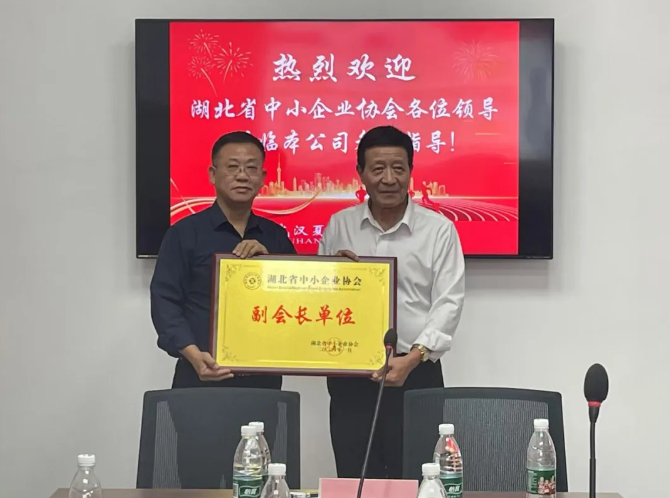 热烈欢迎
湖北省中小企业协会各位领导
临本公司 指导！
汉夏
HAN
湖北省中小企业协会
副会长单位
湖北省中小企业协会